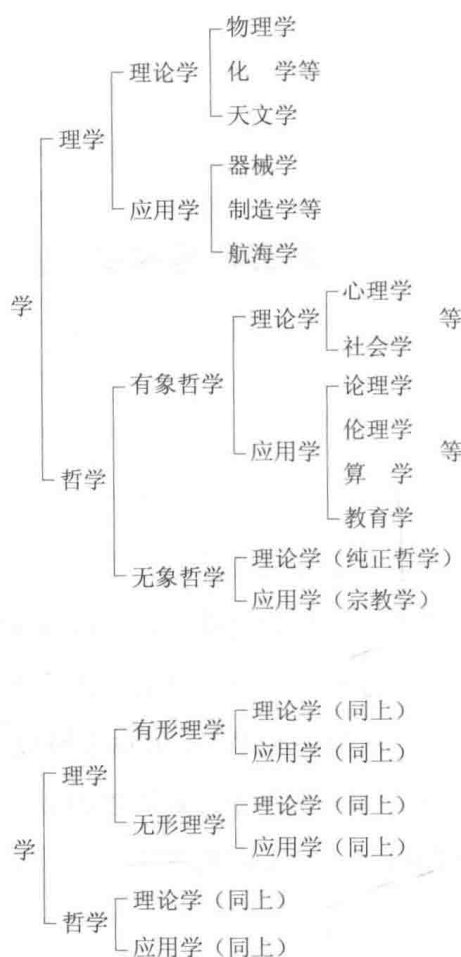 物理学
理论学 化 学等
天文学
理学
器械学
应用学 制造学等
航海学
学
心理学
理论学 等
社会学
有象哲学
论理学
伦理学
应用学 等
算 学
哲学
教育学
理论学（纯正哲学）
无象哲学
应用学（宗教学）
理论学（同上）
有形理学
应用学（同上）
理学
理论学（同上）
无形理学
应用学（同上）
学
理论学（同上）
哲学
应用学（同上）